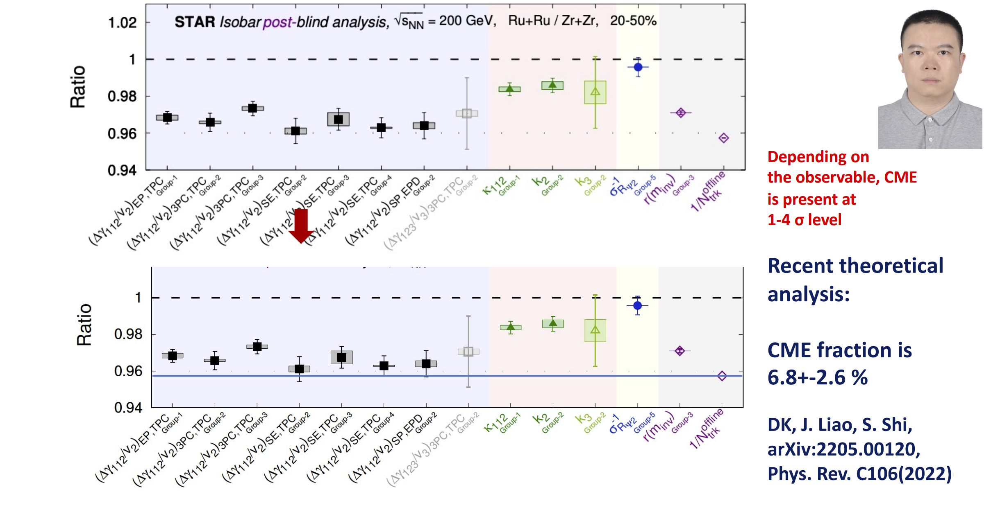 STAR Isobar post-blind analysis, √sNN = 200 GeV, Ru+Ru / Zr+Zr, 20-50%
Ratio
1.02
1
0.98
0.96
0.94
(Δγ112/v2)EP,TPC Group-1
(Δγ112/v2)3PC,TPC Group-2
(Δγ112/v2)3PC,TPC Group-3
(Δγ112/v2)SE,TPC Group-2
(Δγ112/v2)SE,TPC Group-3
(Δγ112/v2)SE,TPC Group-4
(Δγ112/v2)SP,EPD Group-2
(Δγ123/v3)3PC,TPC Group-2
κ112 Group-1
k2 Group-2
k3 Group-2
σ-1RΨ2 Group-5
r(minv) Group-3
1/Nofflinetrk
Depending on
the observable, CME
is present at
1-4 σ level
Ratio
1
0.98
0.96
0.94
(Δγ112/v2)EP,TPC Group-1
(Δγ112/v2)3PC,TPC Group-2
(Δγ112/v2)3PC,TPC Group-3
(Δγ112/v2)SE,TPC Group-2
(Δγ112/v2)SE,TPC Group-3
(Δγ112/v2)SE,TPC Group-4
(Δγ112/v2)SP,EPD Group-2
(Δγ123/v3)3PC,TPC Group-2
κ112 Group-1
k2 Group-2
k3 Group-2
σ-1RΨ2 Group-5
r(minv) Group-3
1/Nofflinetrk
Recent theoretical
analysis:
CME fraction is
6.8+-2.6 %
DK, J. Liao, S. Shi,
arXiv:2205.00120,
Phys. Rev. C106(2022)